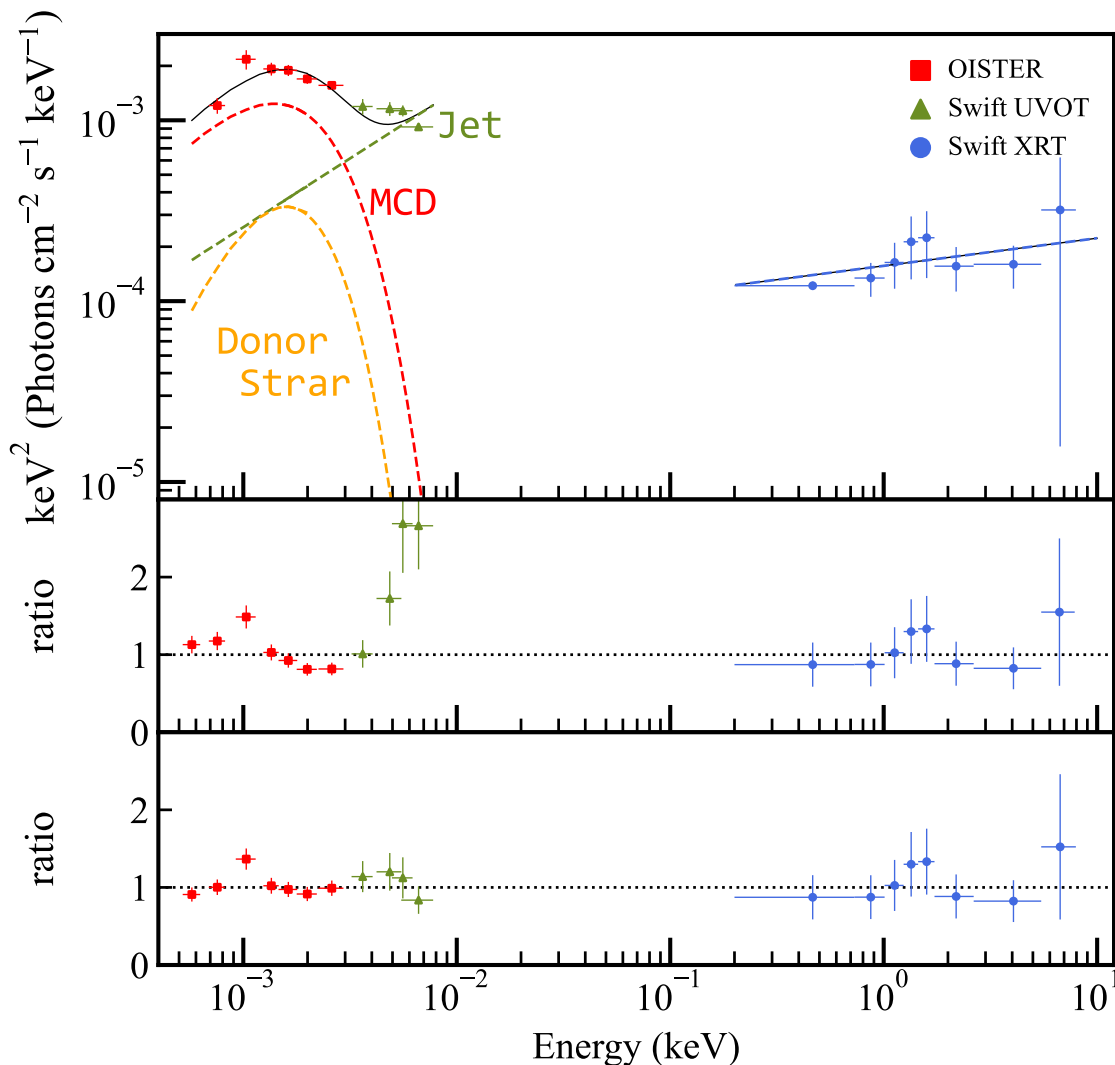 keV² (Photons cm⁻² s⁻¹ keV⁻¹)
10⁻³
10⁻⁴
10⁻⁵
OISTER
Swift UVOT
Swift XRT
Jet
MCD
Donor
Strar
ratio
2
1
0
ratio
2
1
0
10⁻³
10⁻²
10⁻¹
10⁰
10¹
Energy (keV)